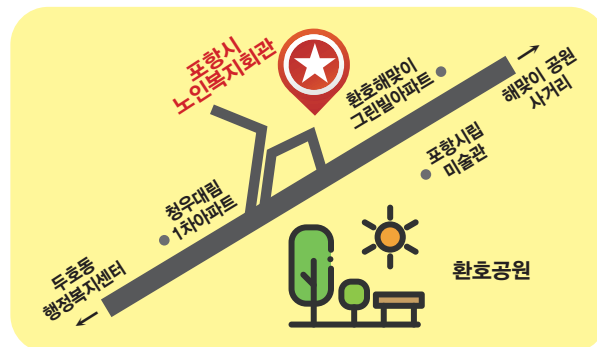 포항시
노인복지회관
환호해맞이
그린빌아파트
해맞이 공원
사거리
포항시립
미술관
청우대림
1차아파트
두호동
행정복지센터
환호공원